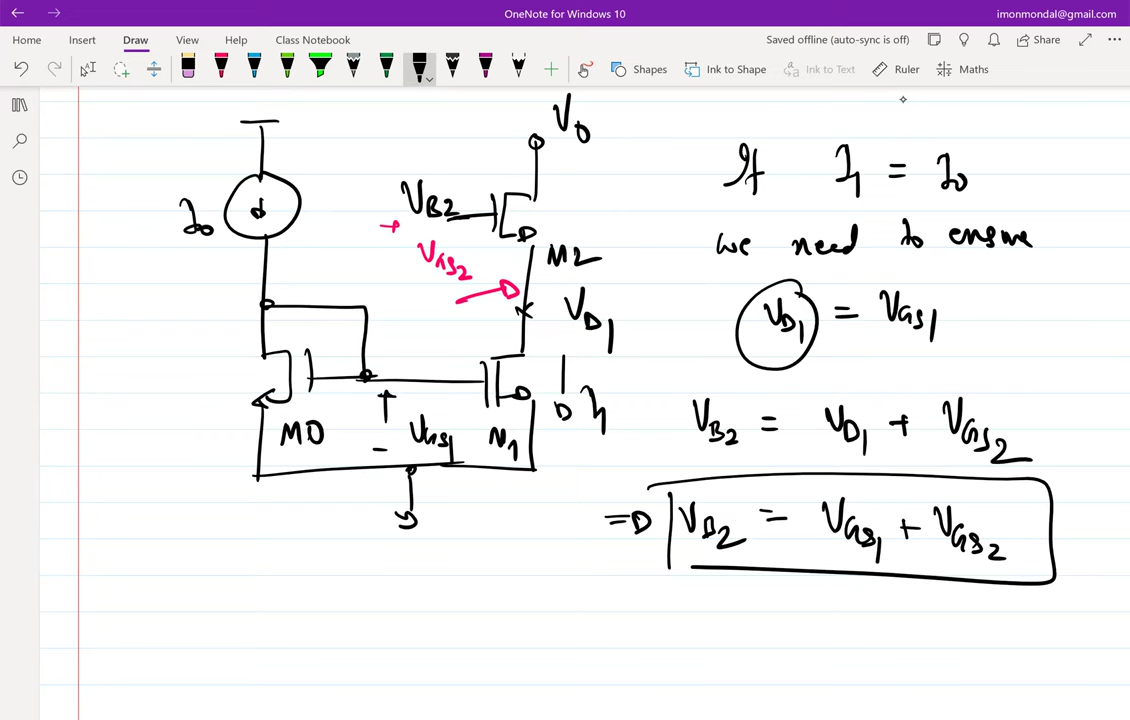 OneNote for Windows 10
imonmondal@gmail.com
Home Insert Draw View Help Class Notebook
Saved offline (auto-sync is off) Share
Shapes Ink to Shape Ink to Text Ruler Maths
V0
I0
VB2
+
VGS2
M2
VD1
M0
+
-
VGS1
M1
I1
If I1 = I0
we need to ensure
VD1 = VGS1
VB2 = VD1 + VGS2
=> VB2 = VGS1 + VGS2